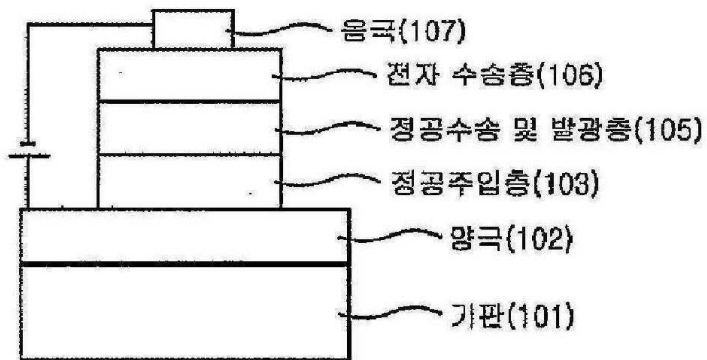 음극(107)
전자 수송층(106)
정공수송 및 발광층(105)
정공주입층(103)
양극(102)
기판(101)